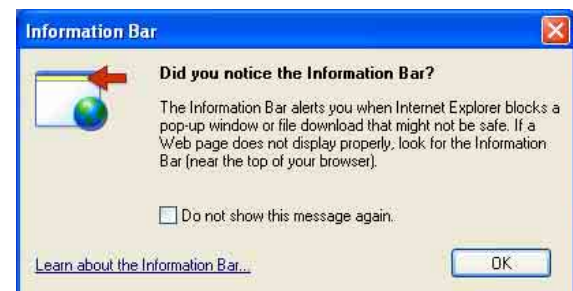 Information Bar
Did you notice the Information Bar?
The Information Bar alerts you when Internet Explorer blocks a
pop-up window or file download that might not be safe. If a
Web page does not display properly, look for the Information
Bar (near the top of your browser).
Do not show this message again.
Learn about the Information Bar...
OK